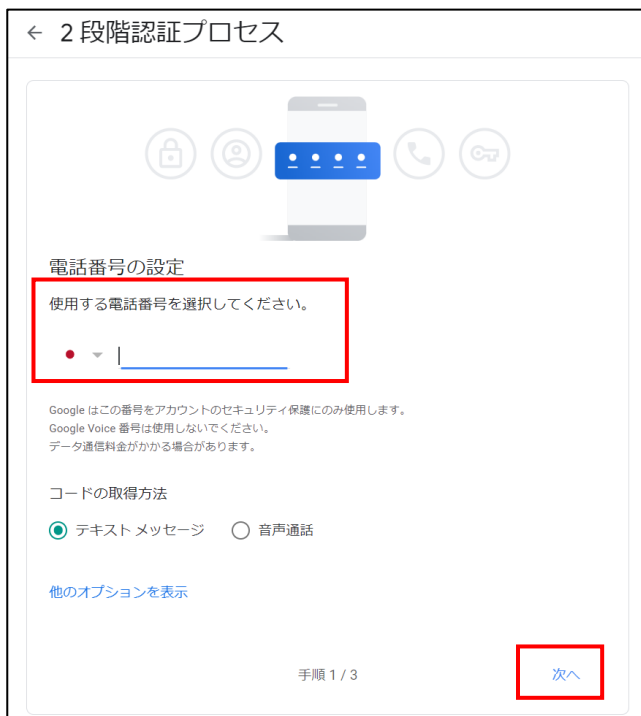 2 段階認証プロセス
電話番号の設定
使用する電話番号を選択してください。
Google はこの番号をアカウントのセキュリティ保護にのみ使用します。
Google Voice 番号は使用しないでください。
データ通信料金がかかる場合があります。
コードの取得方法
テキスト メッセージ 音声通話
他のオプションを表示
手順 1 / 3 次へ